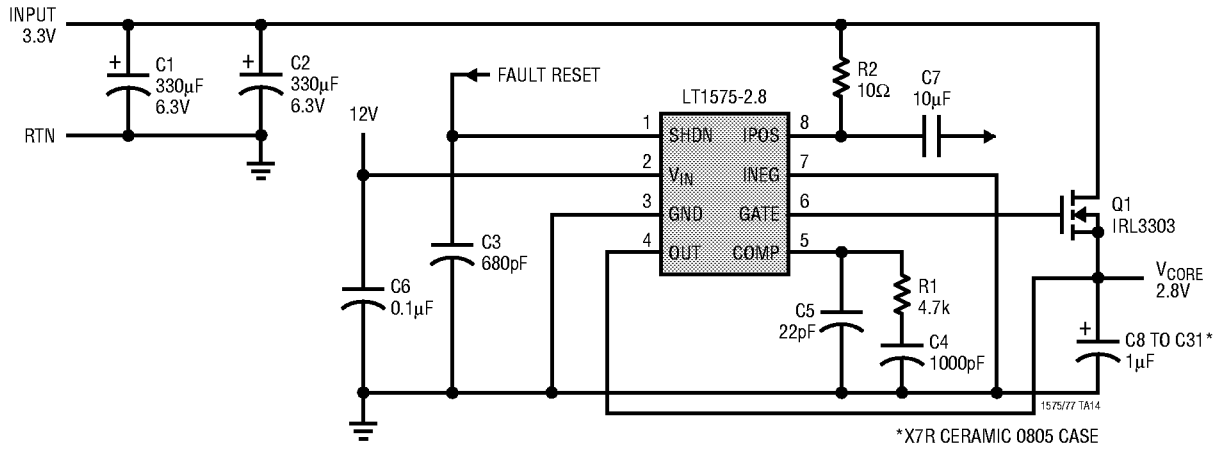 INPUT
3.3V
C1
330µF
6.3V
C2
330µF
6.3V
RTN
12V
FAULT RESET
LT1575-2.8
R2
10Ω
C7
10µF
1
SHDN
IPOS
8
2
VIN
INEG
7
3
GND
GATE
6
4
OUT
COMP
5
Q1
IRL3303
C3
680pF
C6
0.1µF
R1
4.7k
C5
22pF
C4
1000pF
VCORE
2.8V
C8 TO C31*
1µF
1575/77 TA14
*X7R CERAMIC 0805 CASE
+
+
+